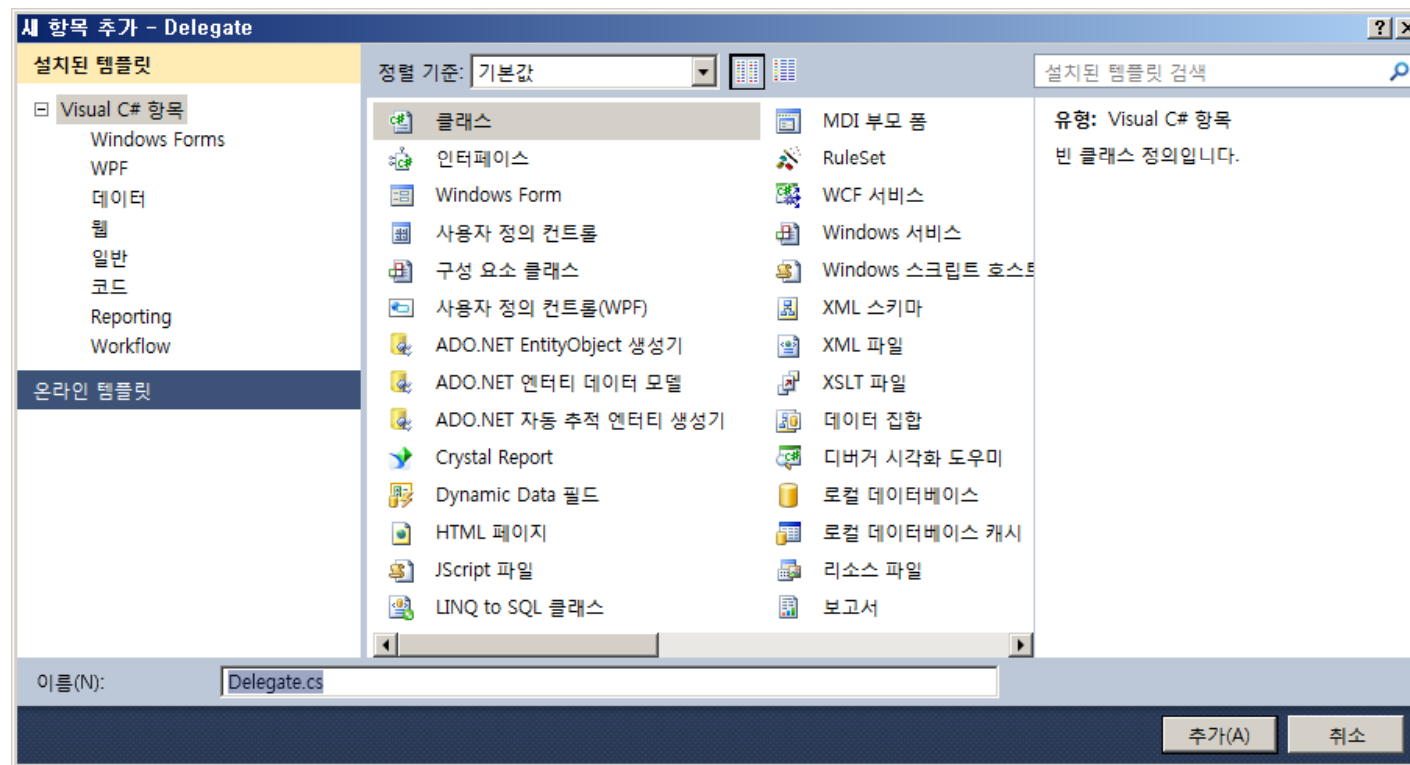 새 항목 추가 - Delegate
설치된 템플릿
정렬 기준: 기본값
설치된 템플릿 검색
Visual C# 항목
Windows Forms
WPF
데이터
웹
일반
코드
Reporting
Workflow
온라인 템플릿
클래스
인터페이스
Windows Form
사용자 정의 컨트롤
구성 요소 클래스
사용자 정의 컨트롤(WPF)
ADO.NET EntityObject 생성기
ADO.NET 엔터티 데이터 모델
ADO.NET 자동 추적 엔터티 생성기
Crystal Report
Dynamic Data 필드
HTML 페이지
JScript 파일
LINQ to SQL 클래스
MDI 부모 폼
RuleSet
WCF 서비스
Windows 서비스
Windows 스크립트 호스트
XML 스키마
XML 파일
XSLT 파일
데이터 집합
디버거 시각화 도우미
로컬 데이터베이스
로컬 데이터베이스 캐시
리소스 파일
보고서
유형: Visual C# 항목
빈 클래스 정의입니다.
이름(N): Delegate.cs
추가(A) 취소